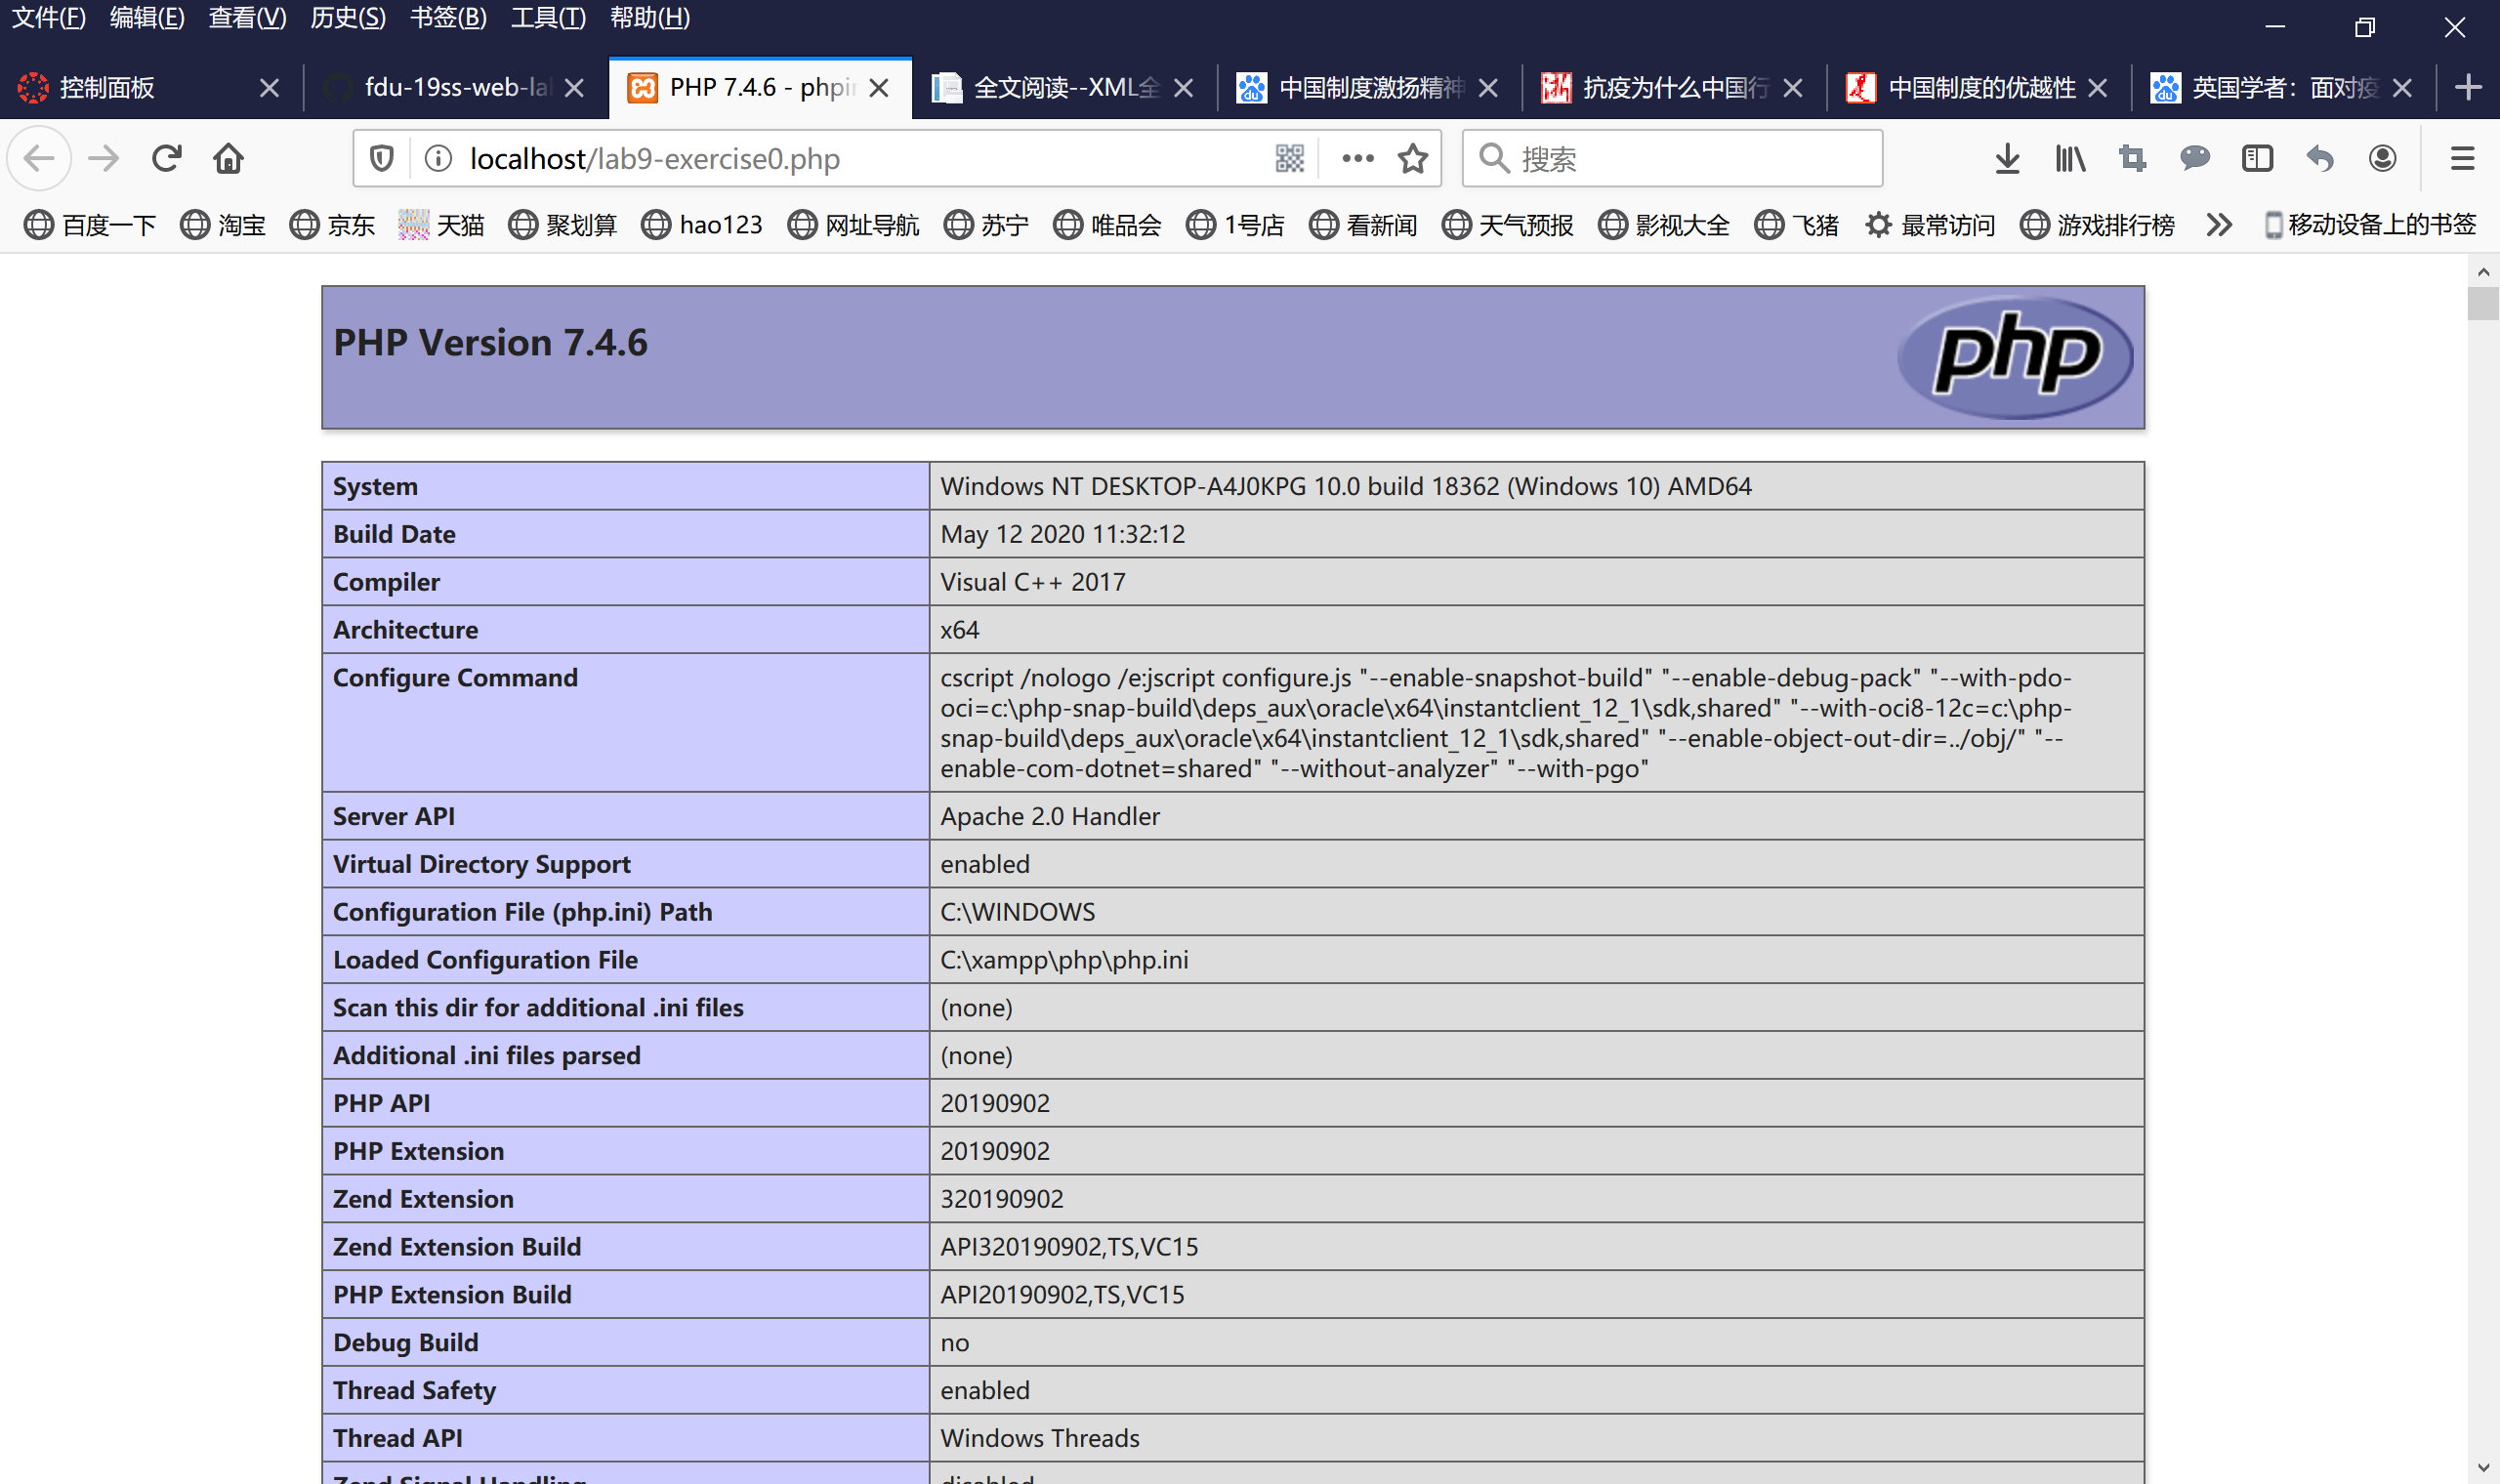 文件(F) 编辑(E) 查看(V) 历史(S) 书签(B) 工具(T) 帮助(H)
控制面板 fdu-19ss-web-la PHP 7.4.6 - phpin 全文阅读--XML全 中国制度激扬精神 抗疫为什么中国行 中国制度的优越性 英国学者：面对疫
localhost/lab9-exercise0.php 搜索
百度一下 淘宝 京东 天猫 聚划算 hao123 网址导航 苏宁 唯品会 1号店 看新闻 天气预报 影视大全 飞猪 最常访问 游戏排行榜 移动设备上的书签
PHP Version 7.4.6
php
System Windows NT DESKTOP-A4J0KPG 10.0 build 18362 (Windows 10) AMD64
Build Date May 12 2020 11:32:12
Compiler Visual C++ 2017
Architecture x64
Configure Command cscript /nologo /e:jscript configure.js "--enable-snapshot-build" "--enable-debug-pack" "--with-pdo-
oci=c:\php-snap-build\deps_aux\oracle\x64\instantclient_12_1\sdk,shared" "--with-oci8-12c=c:\php-
snap-build\deps_aux\oracle\x64\instantclient_12_1\sdk,shared" "--enable-object-out-dir=../obj/" "--
enable-com-dotnet=shared" "--without-analyzer" "--with-pgo"
Server API Apache 2.0 Handler
Virtual Directory Support enabled
Configuration File (php.ini) Path C:\WINDOWS
Loaded Configuration File C:\xampp\php\php.ini
Scan this dir for additional .ini files (none)
Additional .ini files parsed (none)
PHP API 20190902
PHP Extension 20190902
Zend Extension 320190902
Zend Extension Build API320190902,TS,VC15
PHP Extension Build API20190902,TS,VC15
Debug Build no
Thread Safety enabled
Thread API Windows Threads
Zend Signal Handling disabled